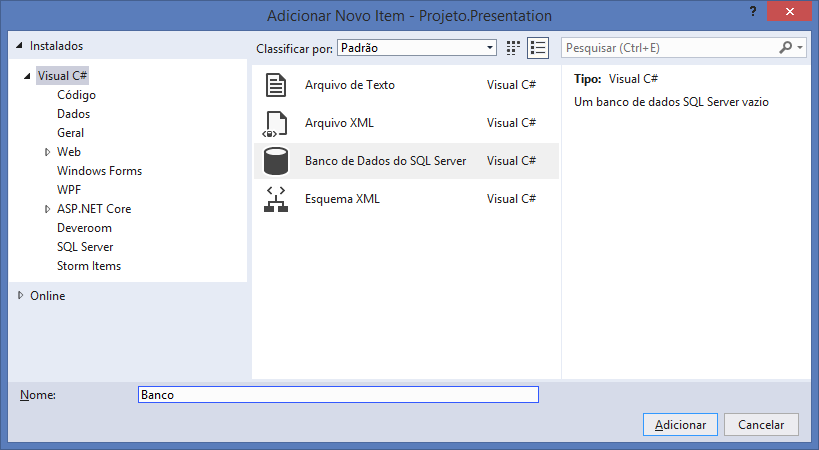 Adicionar Novo Item - Projeto.Presentation
?
Instalados
Classificar por: Padrão
Pesquisar (Ctrl+E)
Visual C#
Código
Dados
Geral
Web
Windows Forms
WPF
ASP.NET Core
Deveroom
SQL Server
Storm Items
Online
Arquivo de Texto Visual C#
Arquivo XML Visual C#
Banco de Dados do SQL Server Visual C#
Esquema XML Visual C#
Tipo: Visual C#
Um banco de dados SQL Server vazio
Nome: Banco
Adicionar Cancelar